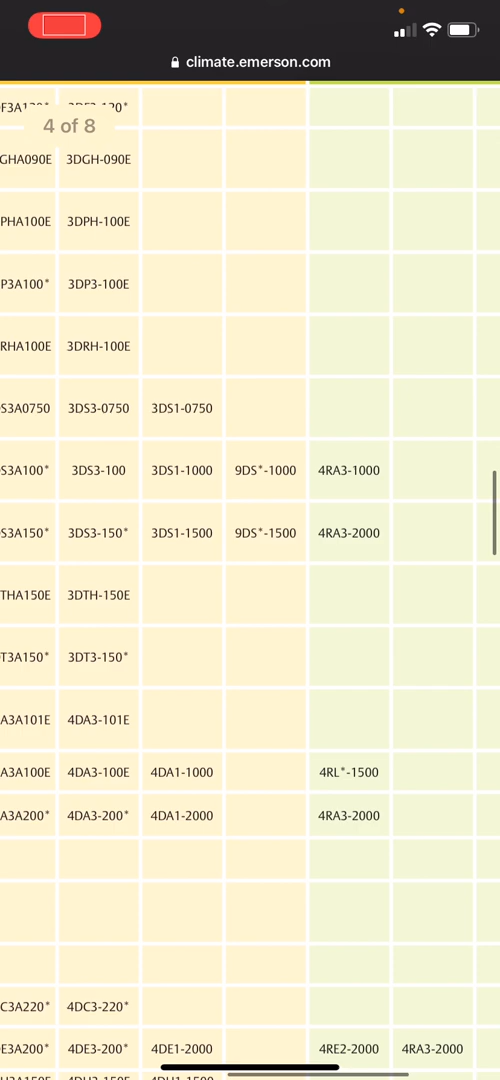 climate.emerson.com
F3A120* 3DF3-120*
4 of 8
GHA090E 3DGH-090E
PHA100E 3DPH-100E
P3A100* 3DP3-100E
RHA100E 3DRH-100E
S3A0750 3DS3-0750 3DS1-0750
S3A100* 3DS3-100 3DS1-1000 9DS*-1000 4RA3-1000
S3A150* 3DS3-150* 3DS1-1500 9DS*-1500 4RA3-2000
THA150E 3DTH-150E
T3A150* 3DT3-150*
A3A101E 4DA3-101E
A3A100E 4DA3-100E 4DA1-1000 4RL*-1500
A3A200* 4DA3-200* 4DA1-2000 4RA3-2000
C3A220* 4DC3-220*
E3A200* 4DE3-200* 4DE1-2000 4RE2-2000 4RA3-2000